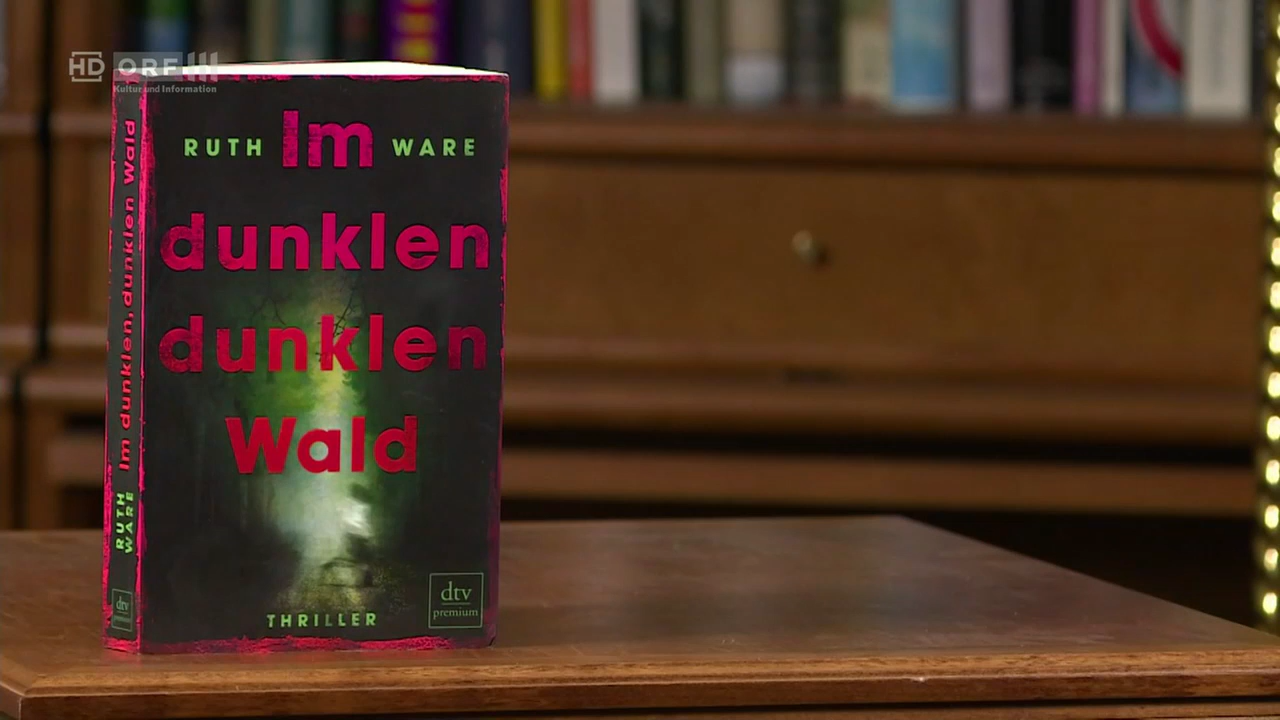 HD ORF III
Kultur und Information
RUTH Im WARE
dunklen
dunklen
Wald
THRILLER
dtv
premium
Im dunklen, dunklen Wald
RUTH
WARE
dtv
premium